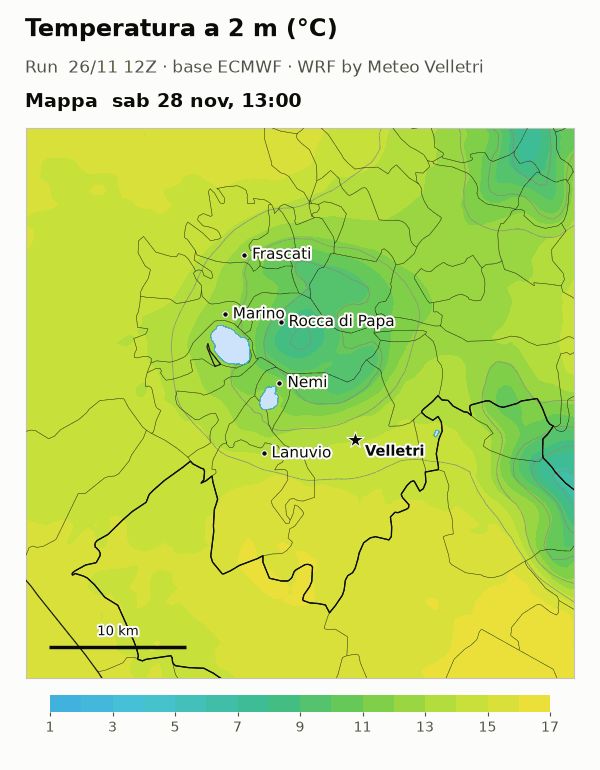 Temperatura a 2 m (°C)
Run 26/11 12Z · base ECMWF · WRF by Meteo Velletri
Mappa sab 28 nov, 13:00
Frascati
Marino
Rocca di Papa
Nemi
Velletri
Lanuvio
10 km
1 3 5 7 9 11 13 15 17